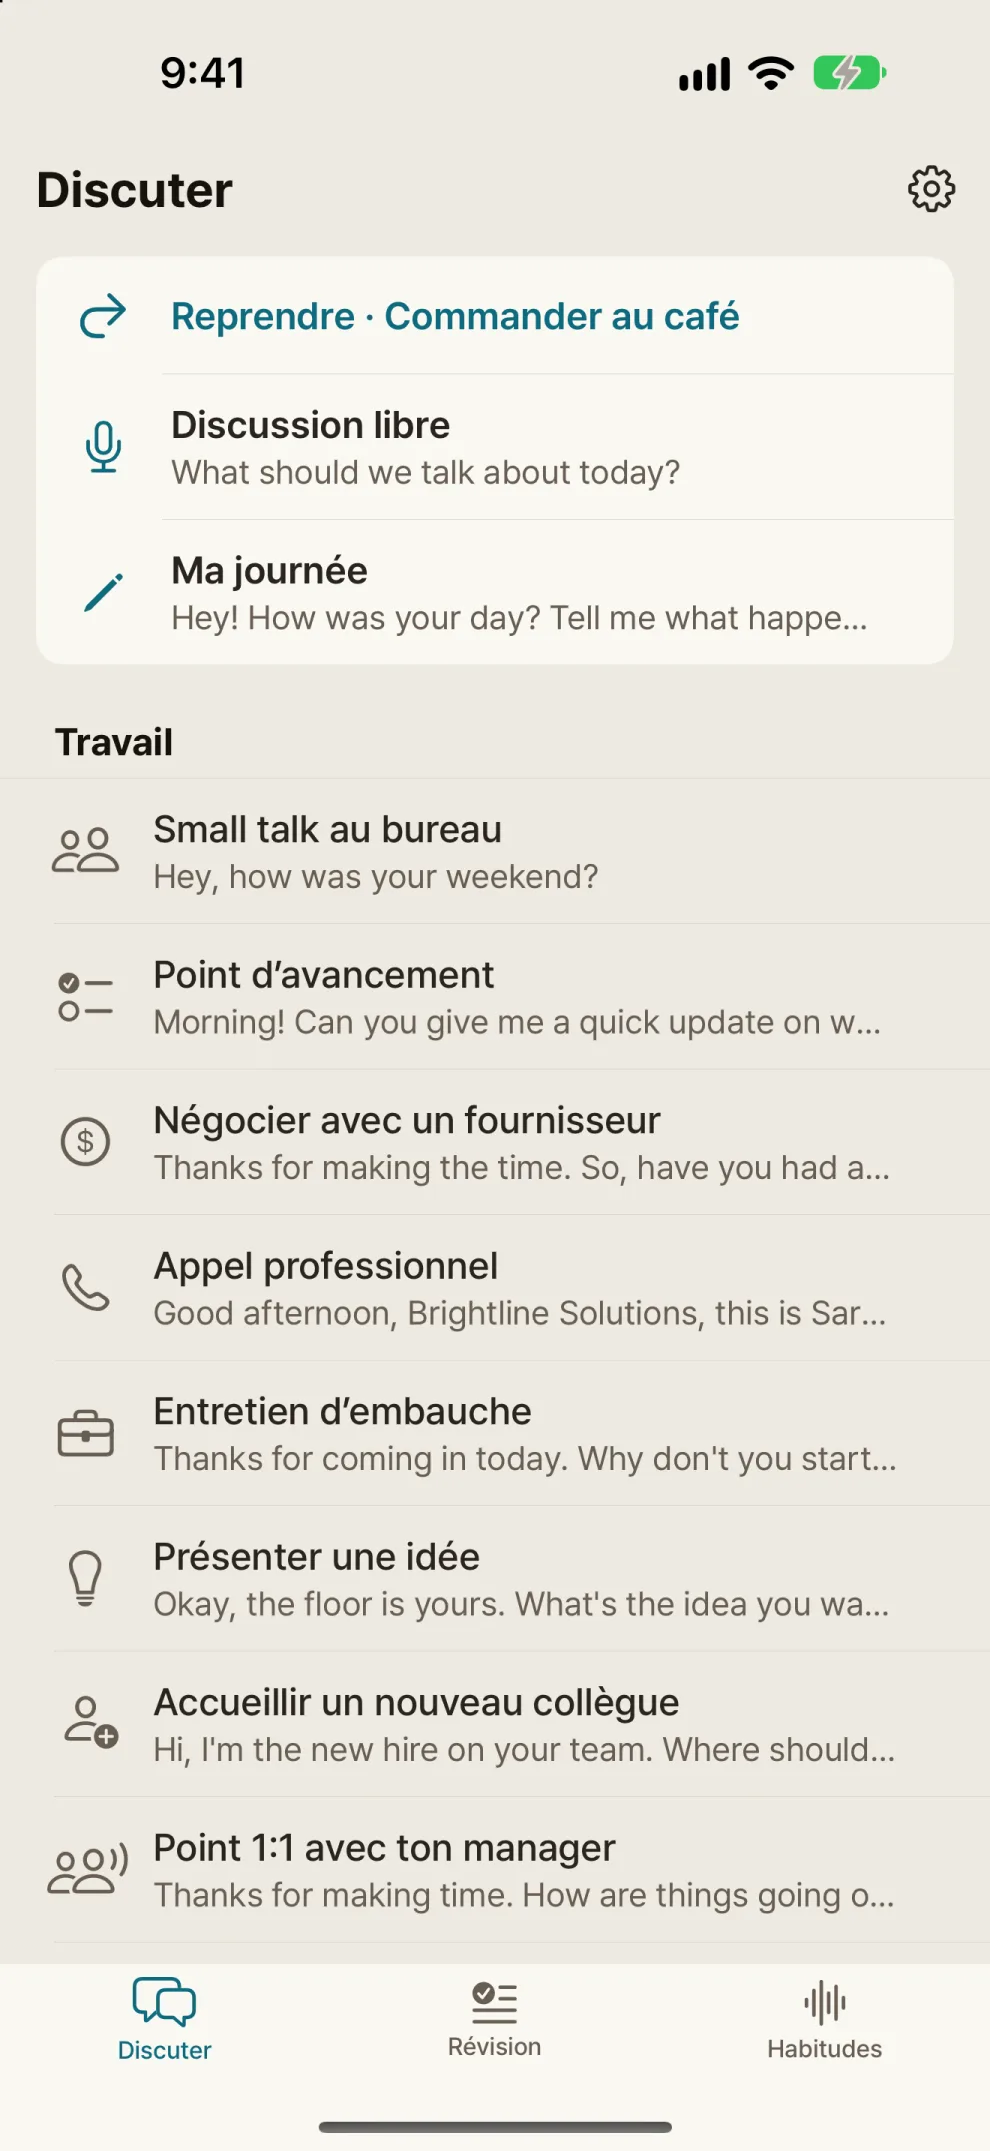 9:41
Discuter
Reprendre · Commander au café
Discussion libre
What should we talk about today?
Ma journée
Hey! How was your day? Tell me what happe...
Travail
Small talk au bureau
Hey, how was your weekend?
Point d’avancement
Morning! Can you give me a quick update on w...
Négocier avec un fournisseur
Thanks for making the time. So, have you had a...
Appel professionnel
Good afternoon, Brightline Solutions, this is Sar...
Entretien d’embauche
Thanks for coming in today. Why don't you start...
Présenter une idée
Okay, the floor is yours. What's the idea you wa...
Accueillir un nouveau collègue
Hi, I'm the new hire on your team. Where should...
Point 1:1 avec ton manager
Thanks for making time. How are things going o...
Discuter
Révision
Habitudes